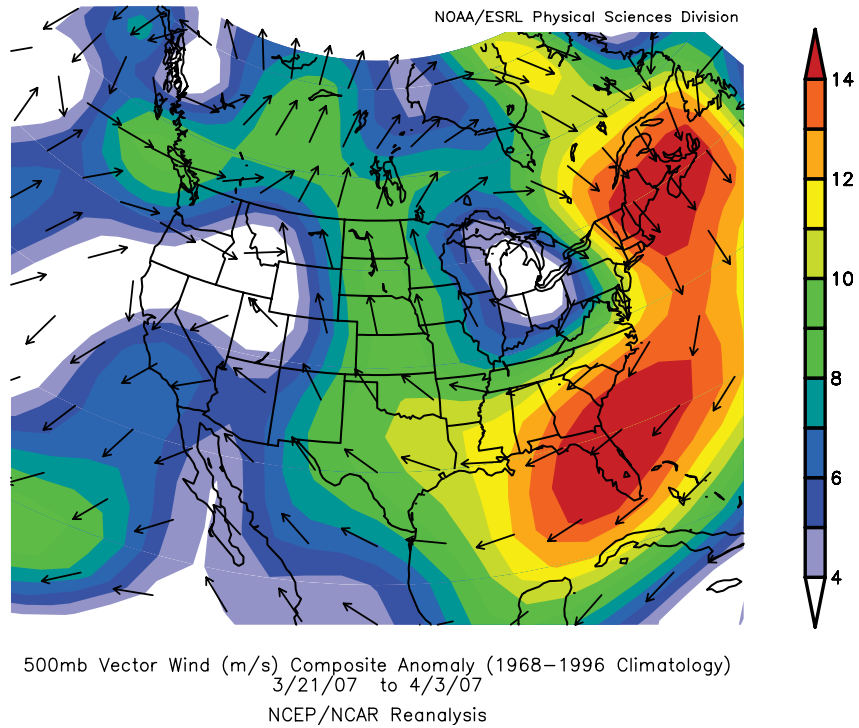 NOAA/ESRL Physical Sciences Division
14
12
10
8
6
4
500mb Vector Wind (m/s) Composite Anomaly (1968−1996 Climatology)
3/21/07 to 4/3/07
NCEP/NCAR Reanalysis